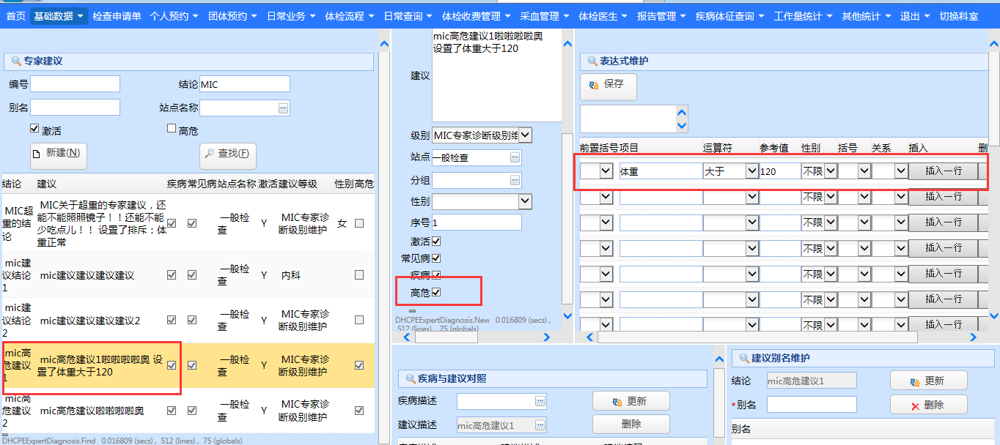 首页 基础数据 检查申请单 个人预约 团体预约 日常业务 体检流程 日常查询 体检收费管理 采血管理 体检医生 报告管理 疾病体征查询 工作量统计 其他统计 退出 切换科室
专家建议
编号 结论 MIC
别名 站点名称
激活 高危
新建(N) 查找(F)
结论 建议 疾病 常见病 站点名称 激活 建议等级 性别 高危
MIC超
重的结
论
MIC关于超重的专家建议，还
能不能照照镜子！！还能不能
少吃点儿！！ 设置了排斥：体
重正常
一般检
查
Y
MIC专家诊
断级别维护
女
mic建
议结论
1
mic建议建议建议建议
一般检
查
Y
内科
mic建
议结论
2
mic建议建议建议建议2
一般检
查
Y
MIC专家诊
断级别维护
mic高
危建议
1
mic高危建议1啦啦啦啦奥 设
置了体重大于120
一般检
查
Y
MIC专家诊
断级别维护
mic高
危建议
2
mic高危建议啦啦啦啦奥
一般检
查
Y
MIC专家诊
断级别维护
DHCPEExpertDiagnosis.Find 0.016809 (secs) , 512 (lines) , 75 (globals)
mic高危建议1啦啦啦啦奥
设置了体重大于120
建议
级别 MIC专家诊断级别维
站点 一般检查
分组
性别
序号 1
激活
常见病
疾病
高危
DHCPEExpertDiagnosis.New 0.016809 (secs) ,
512 (lines) , 75 (globals)
表达式维护
保存
前置括号 项目 运算符 参考值 性别 括号 关系 插入 删
体重 大于 120 不限 插入一行
不限 插入一行
不限 插入一行
不限 插入一行
不限 插入一行
不限 插入一行
不限 插入一行
疾病与建议对照
疾病描述 更新
建议描述 mic高危建议1 删除
疾病描述 建议描述 建议编码
建议别名维护
结论 mic高危建议1 更新
*别名 删除
别名